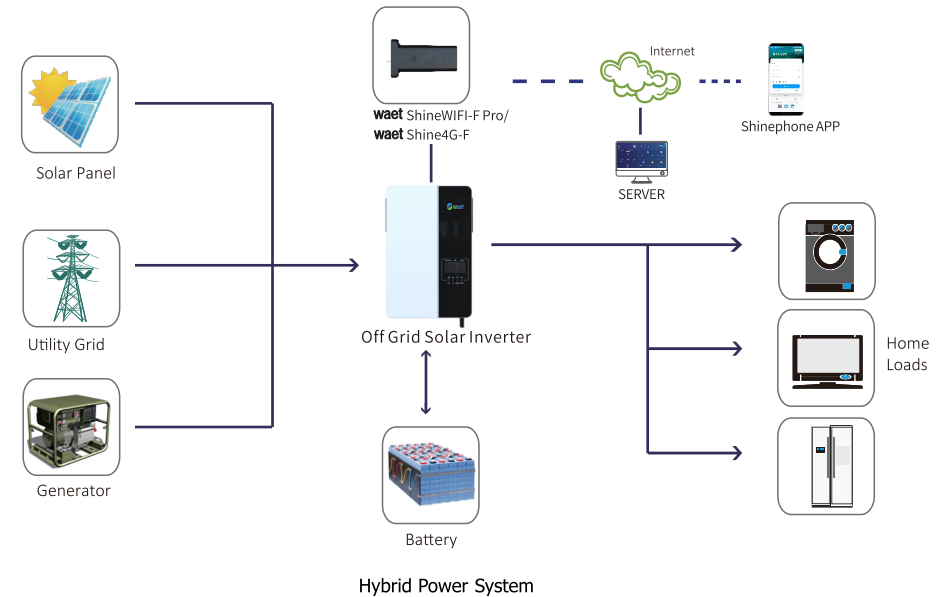 Internet
waet ShineWIFI-F Pro/
waet Shine4G-F
Shinephone APP
SERVER
Solar Panel
WAET
Utility Grid
Off Grid Solar Inverter
Home
Loads
Generator
Battery
Hybrid Power System